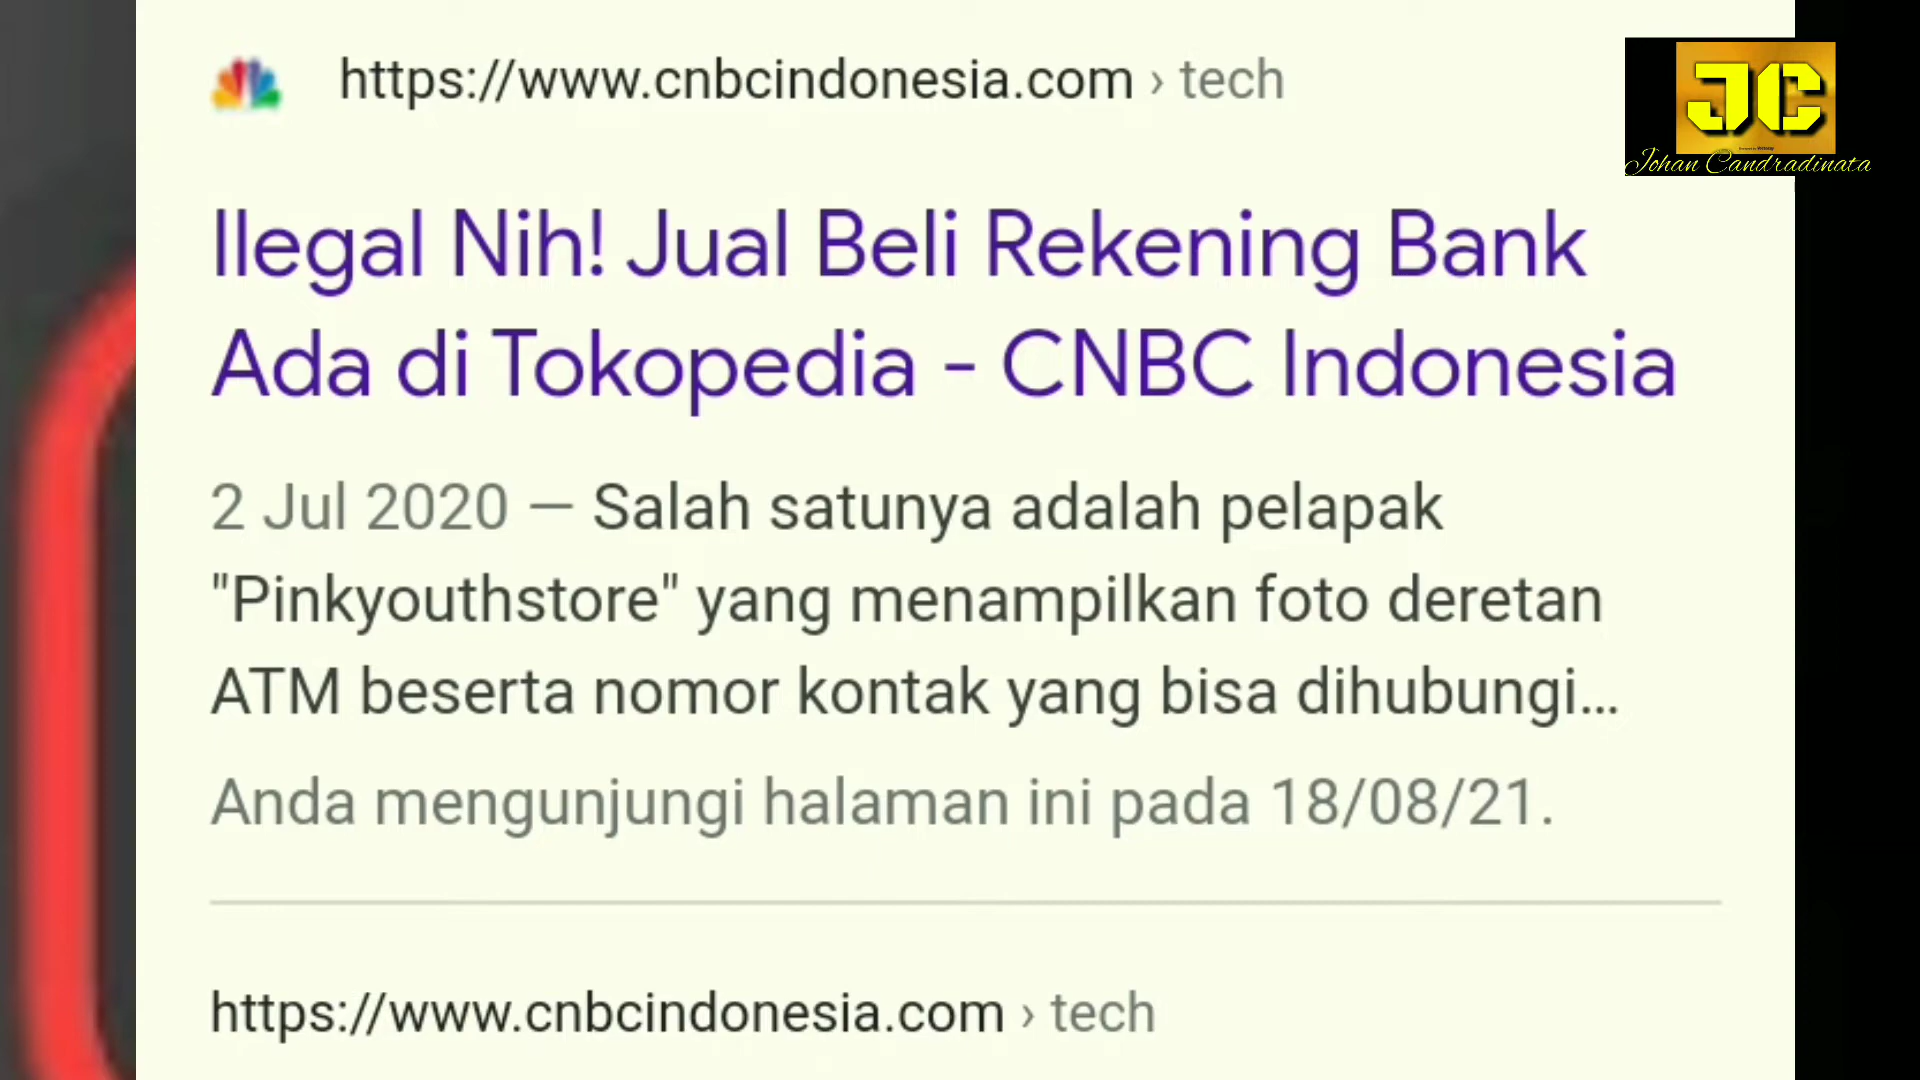 https://www.cnbcindonesia.com › tech
JC
Johan Candradinata
Ilegal Nih! Jual Beli Rekening Bank
Ada di Tokopedia - CNBC Indonesia
2 Jul 2020 — Salah satunya adalah pelapak
"Pinkyouthstore" yang menampilkan foto deretan
ATM beserta nomor kontak yang bisa dihubungi...
Anda mengunjungi halaman ini pada 18/08/21.
https://www.cnbcindonesia.com › tech